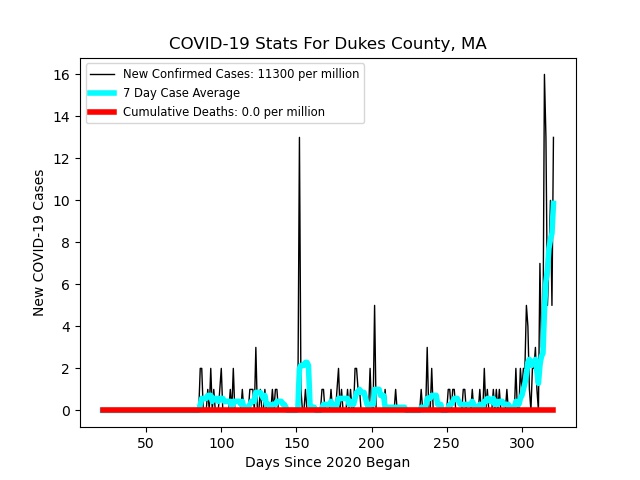 COVID-19 Stats For Dukes County, MA
New Confirmed Cases: 11300 per million
7 Day Case Average
Cumulative Deaths: 0.0 per million
New COVID-19 Cases
16
14
12
10
8
6
4
2
0
50 100 150 200 250 300
Days Since 2020 Began